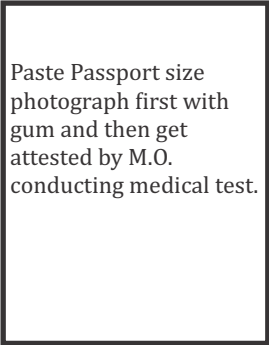 Paste Passport size
photograph first with
gum and then get
attested by M.O.
conducting medical test.